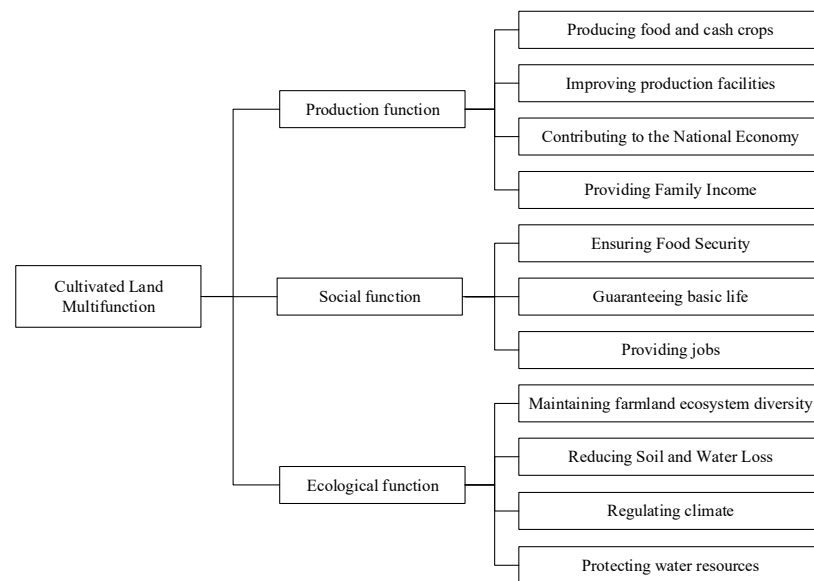 Cultivated Land
Multifunction
Production function
Producing food and cash crops
Improving production facilities
Contributing to the National Economy
Providing Family Income
Social function
Ensuring Food Security
Guaranteeing basic life
Providing jobs
Ecological function
Maintaining farmland ecosystem diversity
Reducing Soil and Water Loss
Regulating climate
Protecting water resources